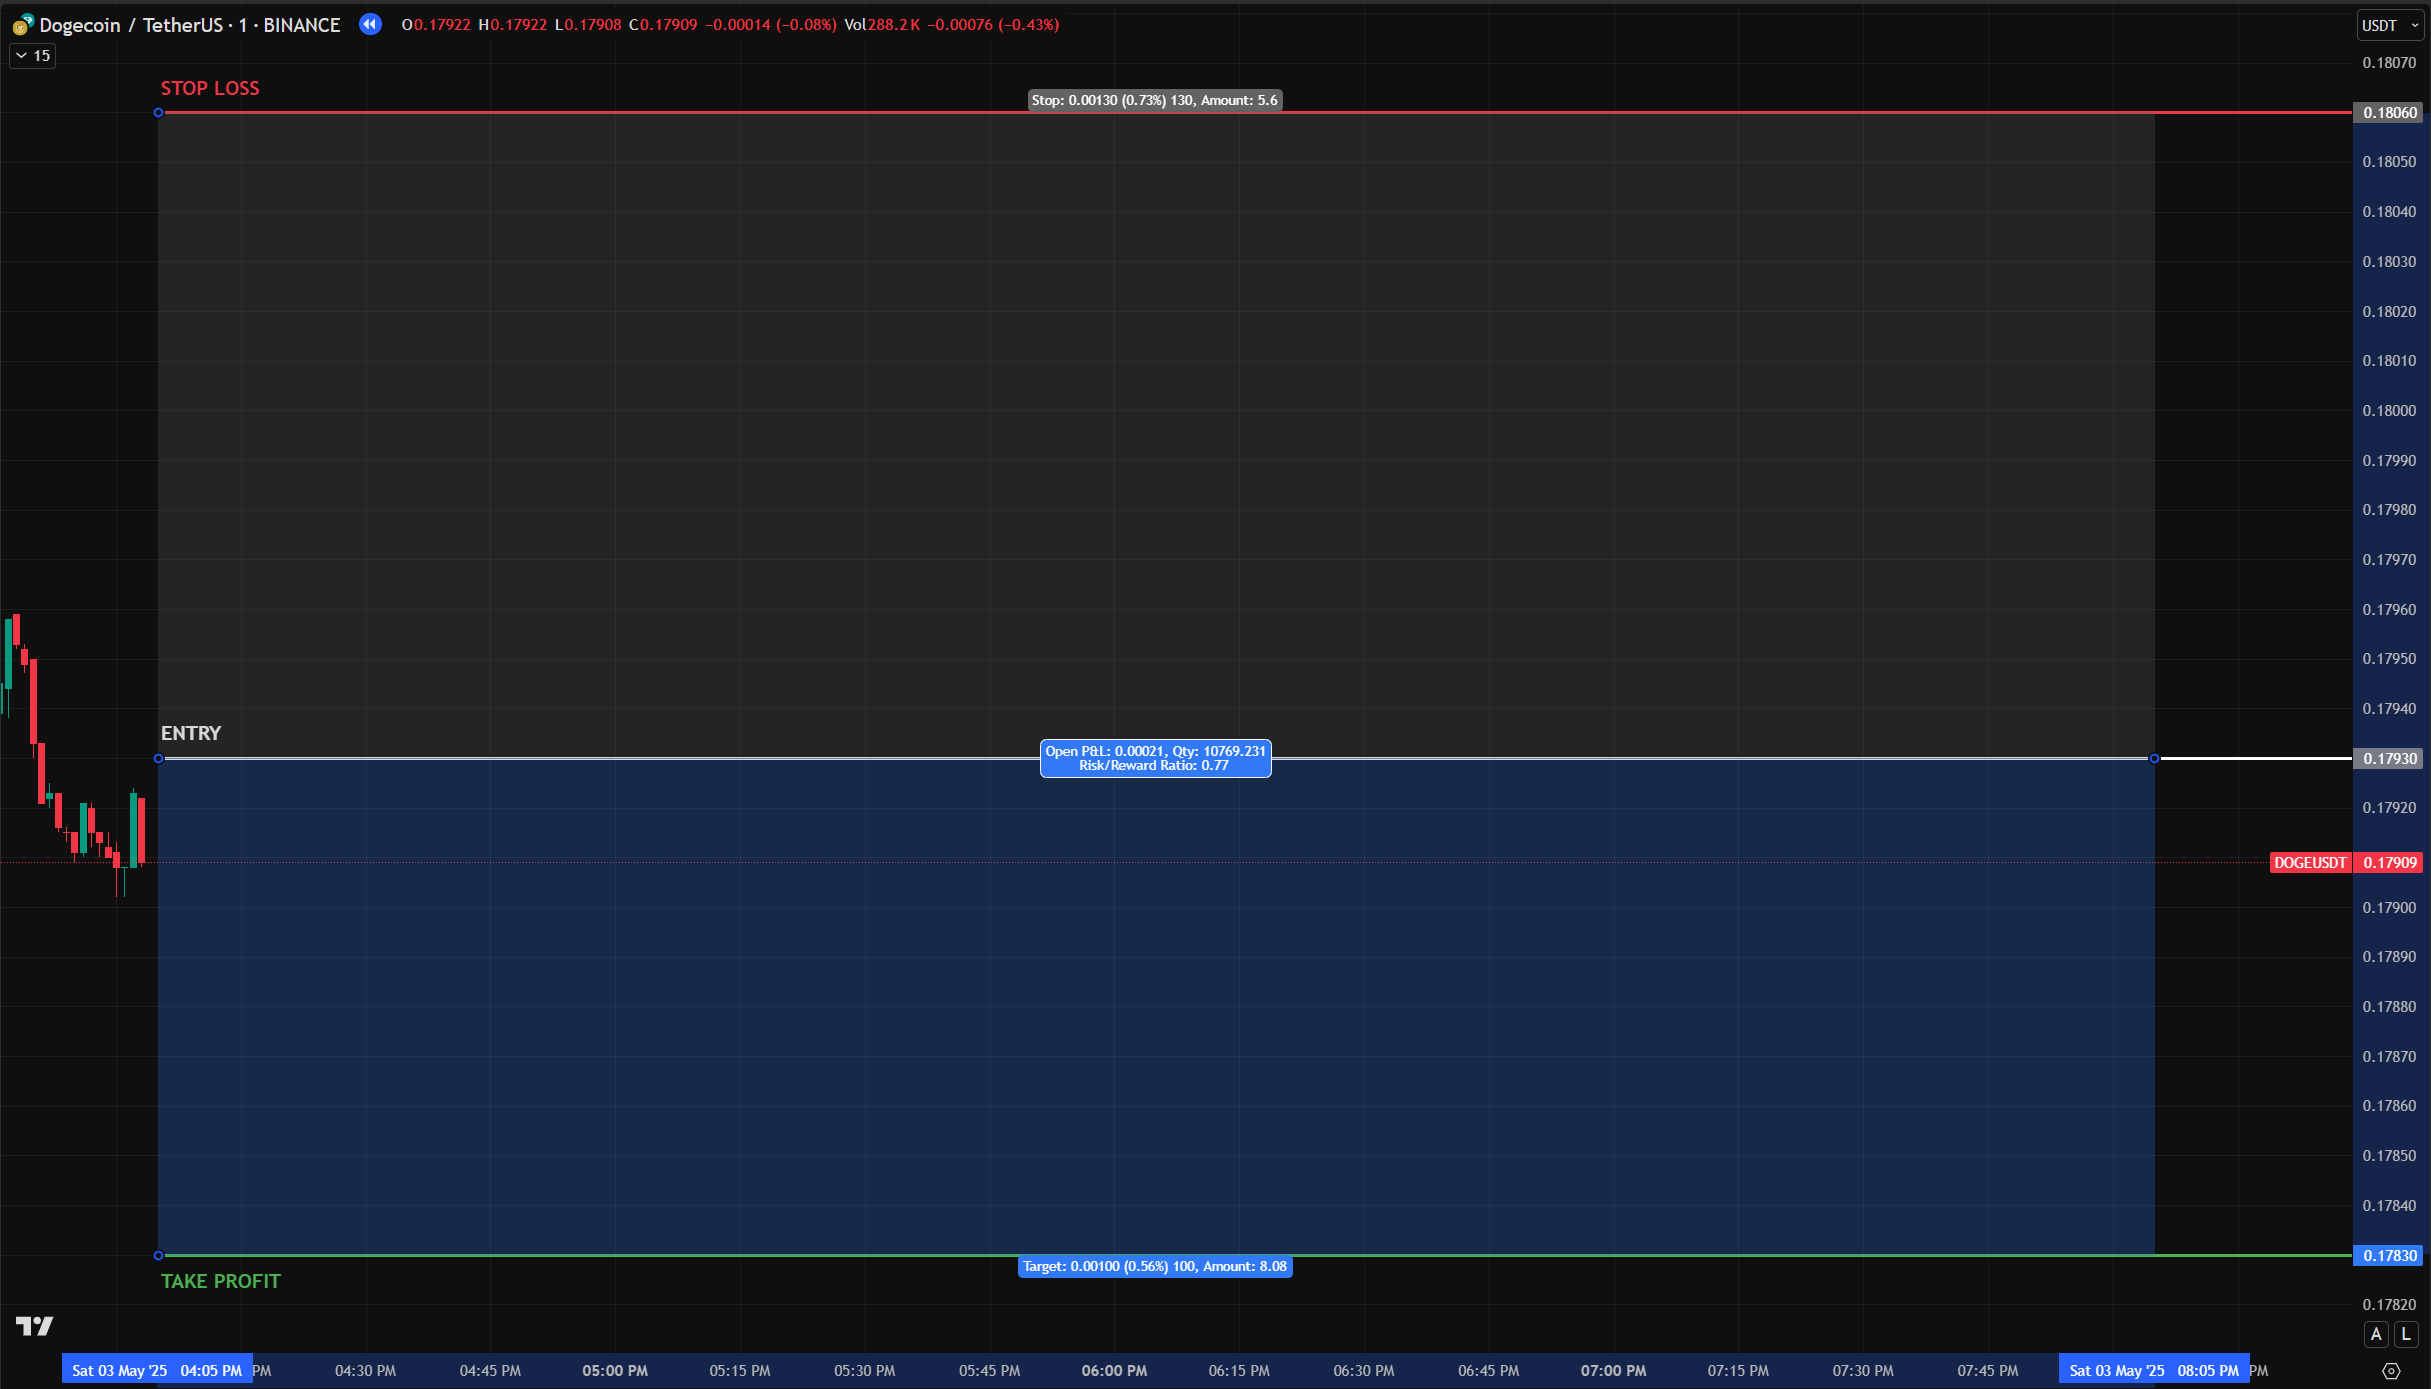 Dogecoin / TetherUS · 1 · BINANCE O0.17922 H0.17922 L0.17908 C0.17909 −0.00014 (−0.08%) Vol288.2 K −0.00076 (−0.43%)
USDT
15
0.18070
STOP LOSS
Stop: 0.00130 (0.73%) 130, Amount: 5.6
0.18060
0.18050
0.18040
0.18030
0.18020
0.18010
0.18000
0.17990
0.17980
0.17970
0.17960
0.17950
0.17940
ENTRY
Open P&L: 0.00021, Qty: 10769.231
Risk/Reward Ratio: 0.77
0.17930
0.17920
DOGEUSDT 0.17909
0.17900
0.17890
0.17880
0.17870
0.17860
0.17850
0.17840
0.17830
Target: 0.00100 (0.56%) 100, Amount: 8.08
TAKE PROFIT
0.17820
A L
Sat 03 May '25 04:05 PM PM 04:30 PM 04:45 PM 05:00 PM 05:15 PM 05:30 PM 05:45 PM 06:00 PM 06:15 PM 06:30 PM 06:45 PM 07:00 PM 07:15 PM 07:30 PM 07:45 PM Sat 03 May '25 08:05 PM PM